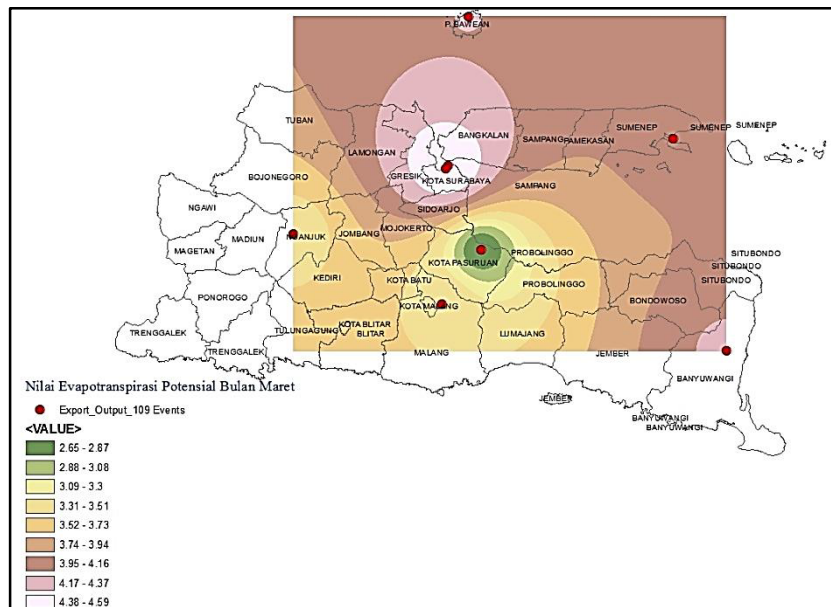 P. BAWEAN
TUBAN
LAMONGAN
BANGKALAN
SAMPANG
PAMEKASAN
SUMENEP
SUMENEP
SUMENEP
GRESIK
KOTA SURABAYA
BOJONEGORO
SAMPANG
SIDOARJO
NGAWI
MOJOKERTO
JOMBANG
NGANJUK
MADIUN
MAGETAN
PROBOLINGGO
SITUBONDO
KOTA PASURUAN
SITUBONDO
KEDIRI
KOTA BATU
PROBOLINGGO
SITUBONDO
PONOROGO
BONDOWOSO
KOTA MALANG
TRENGGALEK
TULUNGAGUNG
KOTA BLITAR
BLITAR
LUMAJANG
TRENGGALEK
MALANG
JEMBER
BANYUWANGI
JEMBER
BANYUWANGI
BANYUWANGI
Nilai Evapotranspirasi Potensial Bulan Maret
Export_Output_109 Events
<VALUE>
2.65 - 2.87
2.88 - 3.08
3.09 - 3.3
3.31 - 3.51
3.52 - 3.73
3.74 - 3.94
3.95 - 4.16
4.17 - 4.37
4.38 - 4.59